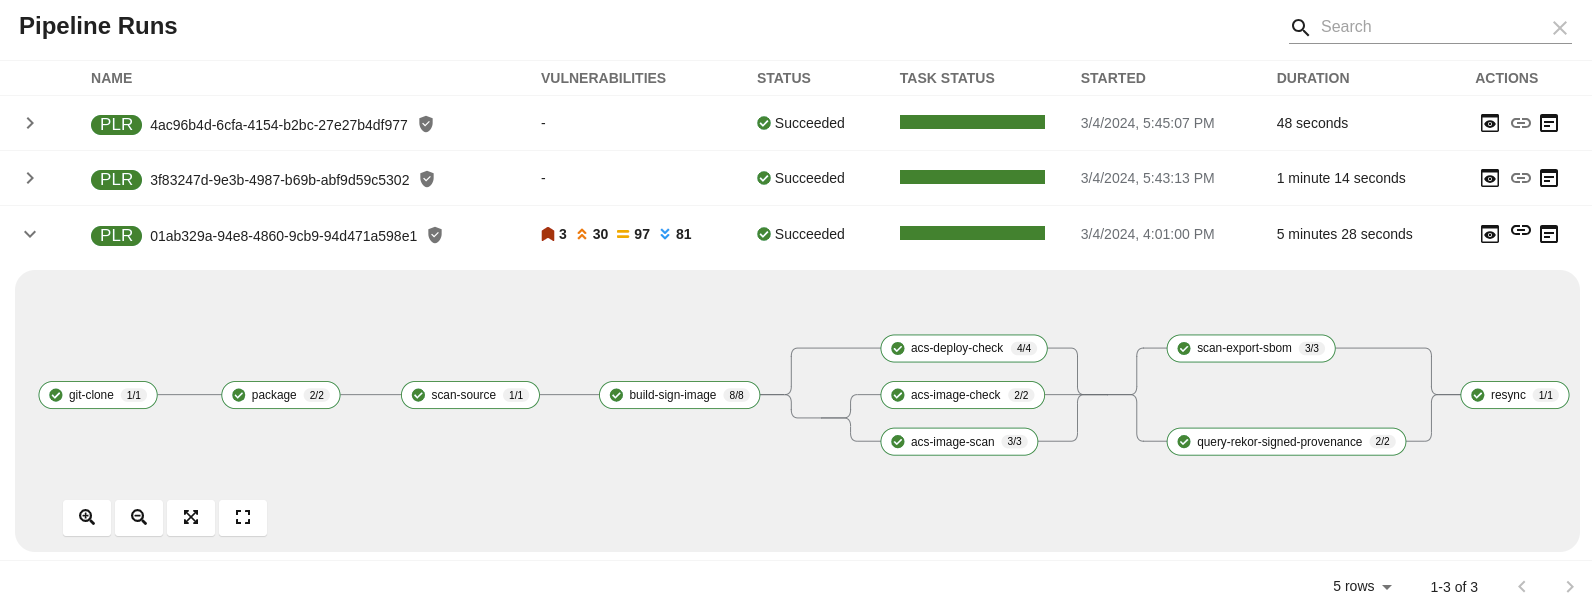 Pipeline Runs
Search
NAME VULNERABILITIES STATUS TASK STATUS STARTED DURATION ACTIONS
PLR 4ac96b4d-6cfa-4154-b2bc-27e27b4df977 - Succeeded 3/4/2024, 5:45:07 PM 48 seconds
PLR 3f83247d-9e3b-4987-b69b-abf9d59c5302 - Succeeded 3/4/2024, 5:43:13 PM 1 minute 14 seconds
PLR 01ab329a-94e8-4860-9cb9-94d471a598e1 3 30 97 81 Succeeded 3/4/2024, 4:01:00 PM 5 minutes 28 seconds
acs-deploy-check 4/4 scan-export-sbom 3/3
git-clone 1/1 package 2/2 scan-source 1/1 build-sign-image 8/8 acs-image-check 2/2 resync 1/1
acs-image-scan 3/3 query-rekor-signed-provenance 2/2
5 rows 1-3 of 3